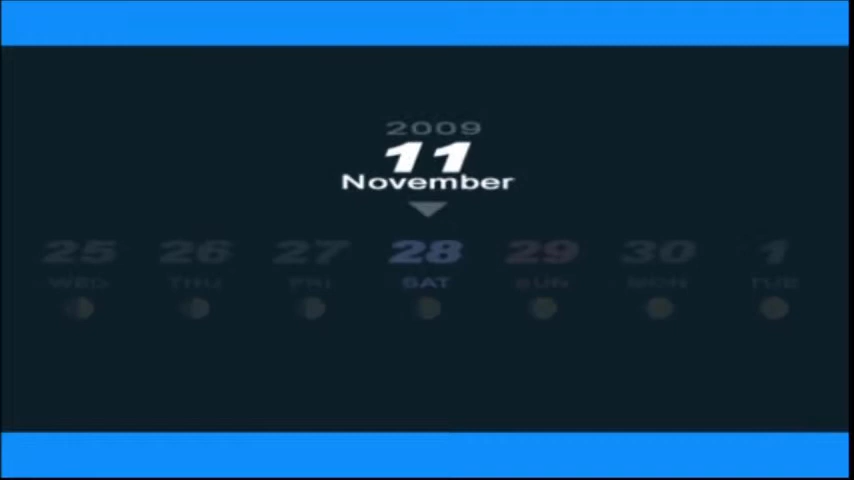 2009
11
November
25 26 27 28 29 30 1
WED THU FRI SAT SUN MON TUE